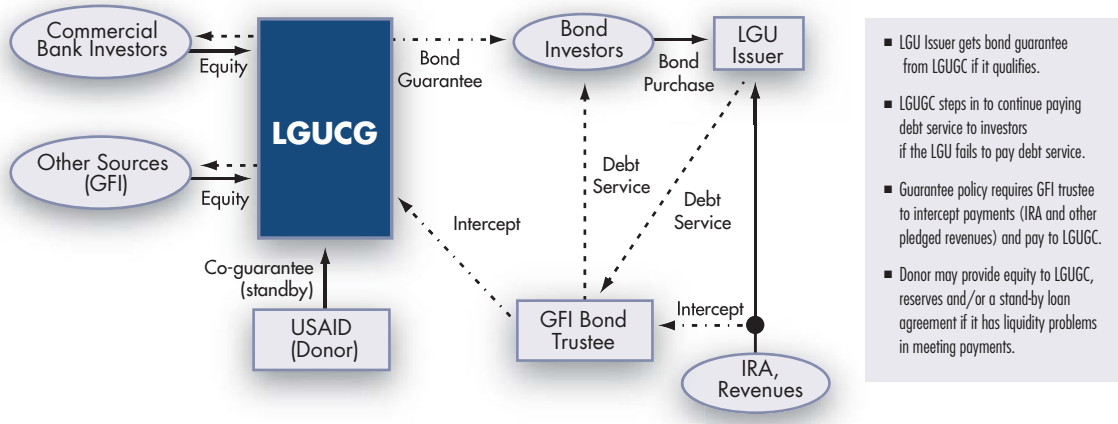 Commercial
Bank Investors
Equity
LGUCG
Bond
Guarantee
Bond
Investors
Bond
Purchase
LGU
Issuer
Other Sources
(GFI)
Equity
Intercept
Debt
Service
Debt
Service
Co-guarantee
(standby)
USAID
(Donor)
GFI Bond
Trustee
Intercept
IRA,
Revenues
■ LGU Issuer gets bond guarantee
from LGUGC if it qualifies.
■ LGUGC steps in to continue paying
debt service to investors
if the LGU fails to pay debt service.
■ Guarantee policy requires GFI trustee
to intercept payments (IRA and other
pledged revenues) and pay to LGUGC.
■ Donor may provide equity to LGUGC,
reserves and/or a stand-by loan
agreement if it has liquidity problems
in meeting payments.